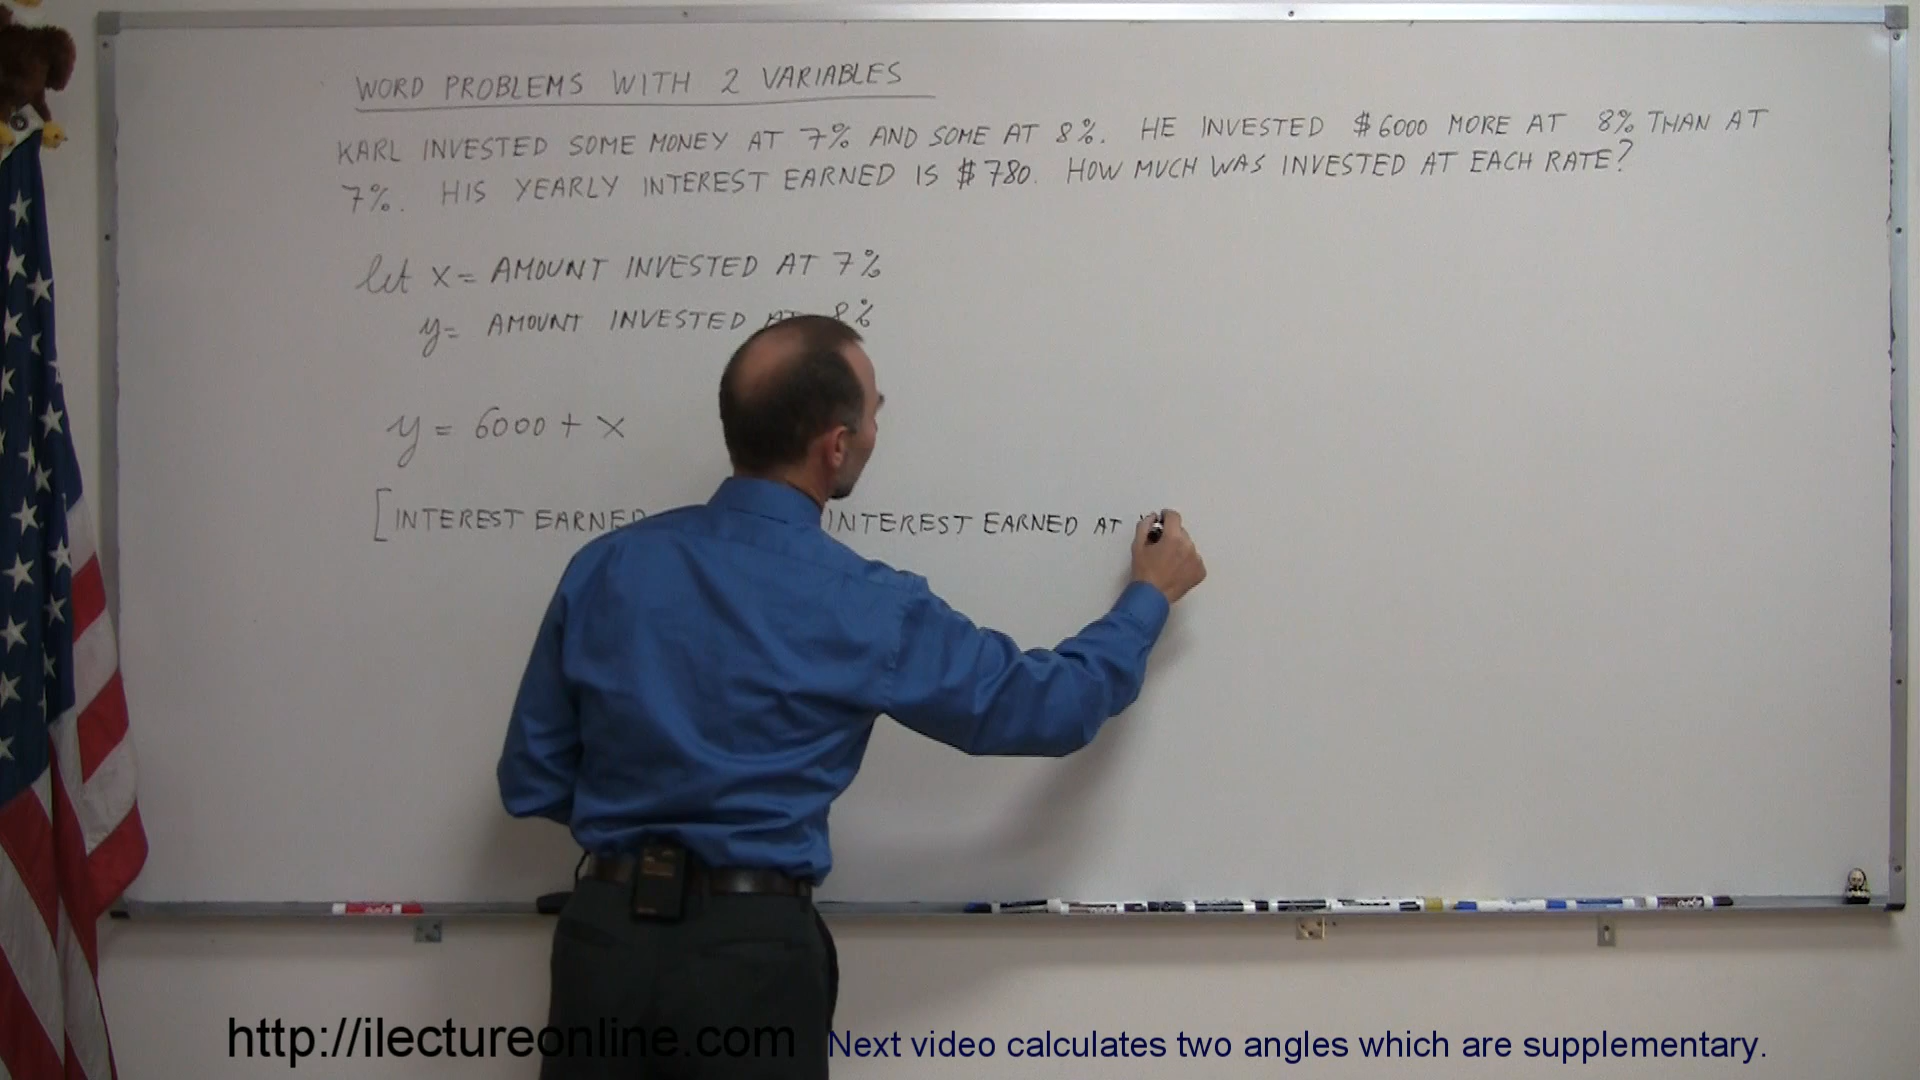 WORD PROBLEMS WITH 2 VARIABLES
KARL INVESTED SOME MONEY AT 7% AND SOME AT 8%. HE INVESTED $6000 MORE AT 8% THAN AT
7%. HIS YEARLY INTEREST EARNED IS $780. HOW MUCH WAS INVESTED AT EACH RATE?
let x = AMOUNT INVESTED AT 7%
y = AMOUNT INVESTED AT 8%
y = 6000 + x
[INTEREST EARNED INTEREST EARNED AT
http://ilectureonline.com Next video calculates two angles which are supplementary.